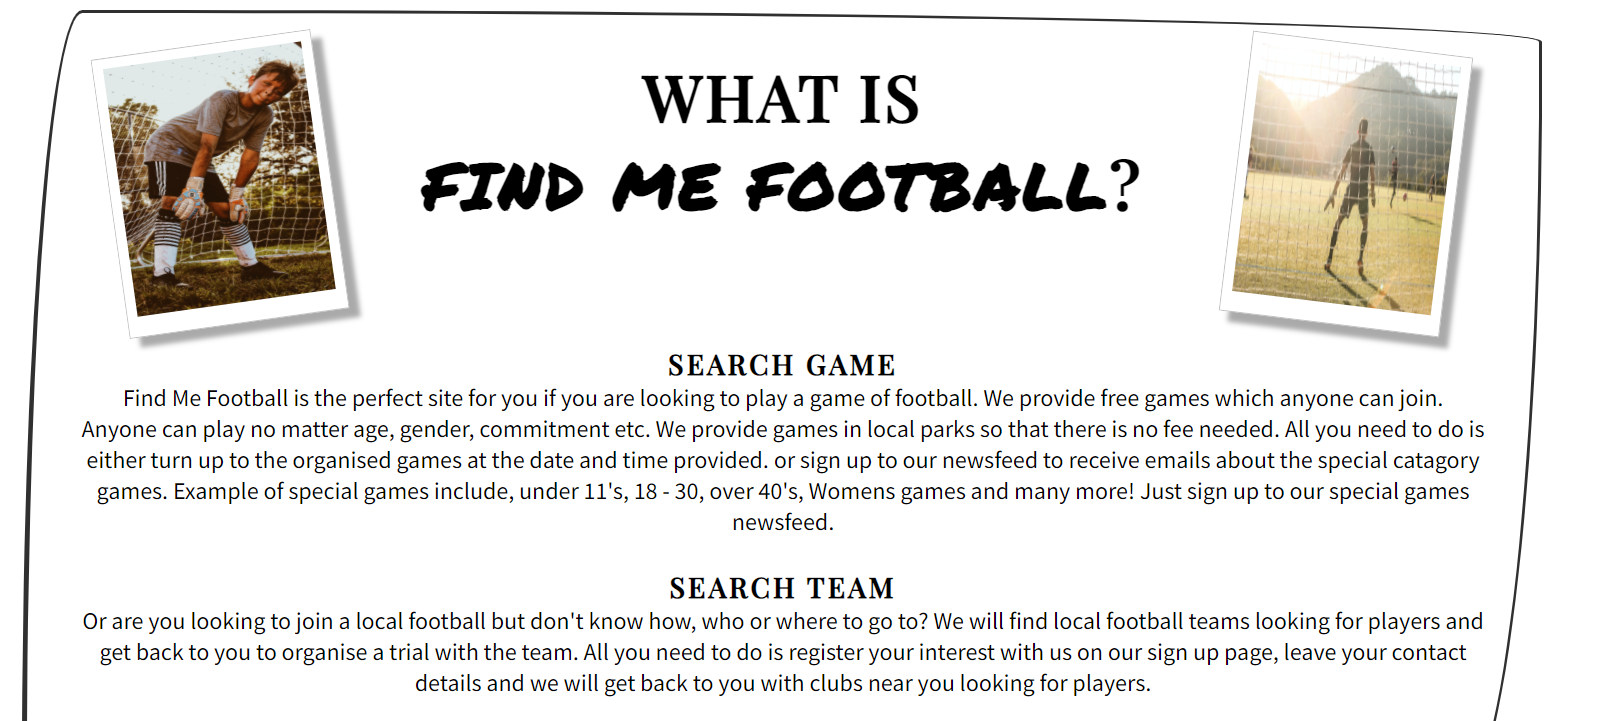 WHAT IS
FIND ME FOOTBALL?
SEARCH GAME
Find Me Football is the perfect site for you if you are looking to play a game of football. We provide free games which anyone can join.
Anyone can play no matter age, gender, commitment etc. We provide games in local parks so that there is no fee needed. All you need to do is
either turn up to the organised games at the date and time provided. or sign up to our newsfeed to receive emails about the special catagory
games. Example of special games include, under 11's, 18 - 30, over 40's, Womens games and many more! Just sign up to our special games
newsfeed.
SEARCH TEAM
Or are you looking to join a local football but don't know how, who or where to go to? We will find local football teams looking for players and
get back to you to organise a trial with the team. All you need to do is register your interest with us on our sign up page, leave your contact
details and we will get back to you with clubs near you looking for players.